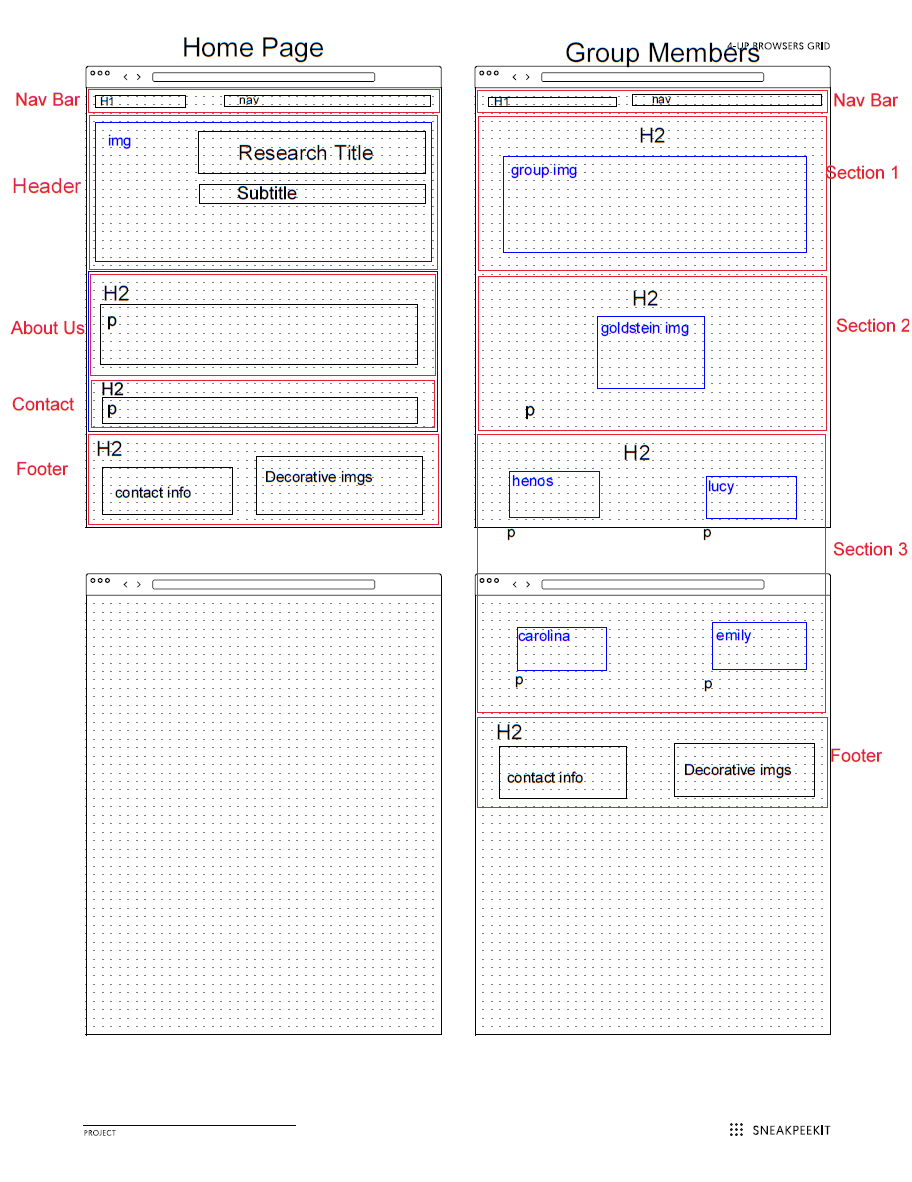 Home Page
Group Members
4-UP BROWSERS GRID
Nav Bar
H1
nav
Header
img
Research Title
Subtitle
About Us
H2
p
Contact
H2
p
Footer
H2
contact info
Decorative imgs
Nav Bar
H1
nav
Section 1
H2
group img
Section 2
H2
goldstein img
p
H2
henos
lucy
p
p
Section 3
carolina
emily
p
p
Footer
H2
contact info
Decorative imgs
PROJECT
SNEAKPEEKIT